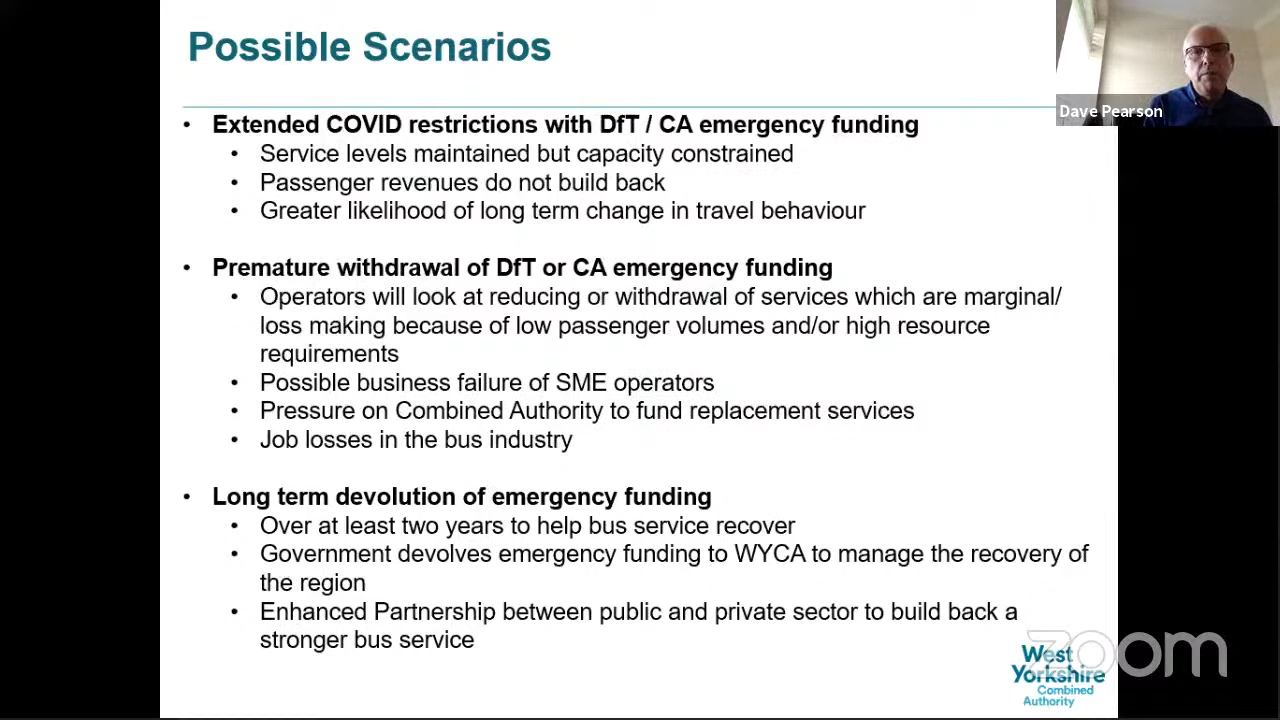 Possible Scenarios
Dave Pearson
• Extended COVID restrictions with DfT / CA emergency funding
• Service levels maintained but capacity constrained
• Passenger revenues do not build back
• Greater likelihood of long term change in travel behaviour
• Premature withdrawal of DfT or CA emergency funding
• Operators will look at reducing or withdrawal of services which are marginal/
loss making because of low passenger volumes and/or high resource
requirements
• Possible business failure of SME operators
• Pressure on Combined Authority to fund replacement services
• Job losses in the bus industry
• Long term devolution of emergency funding
• Over at least two years to help bus service recover
• Government devolves emergency funding to WYCA to manage the recovery of
the region
• Enhanced Partnership between public and private sector to build back a
stronger bus service
zoom
West
Yorkshire
Combined
Authority